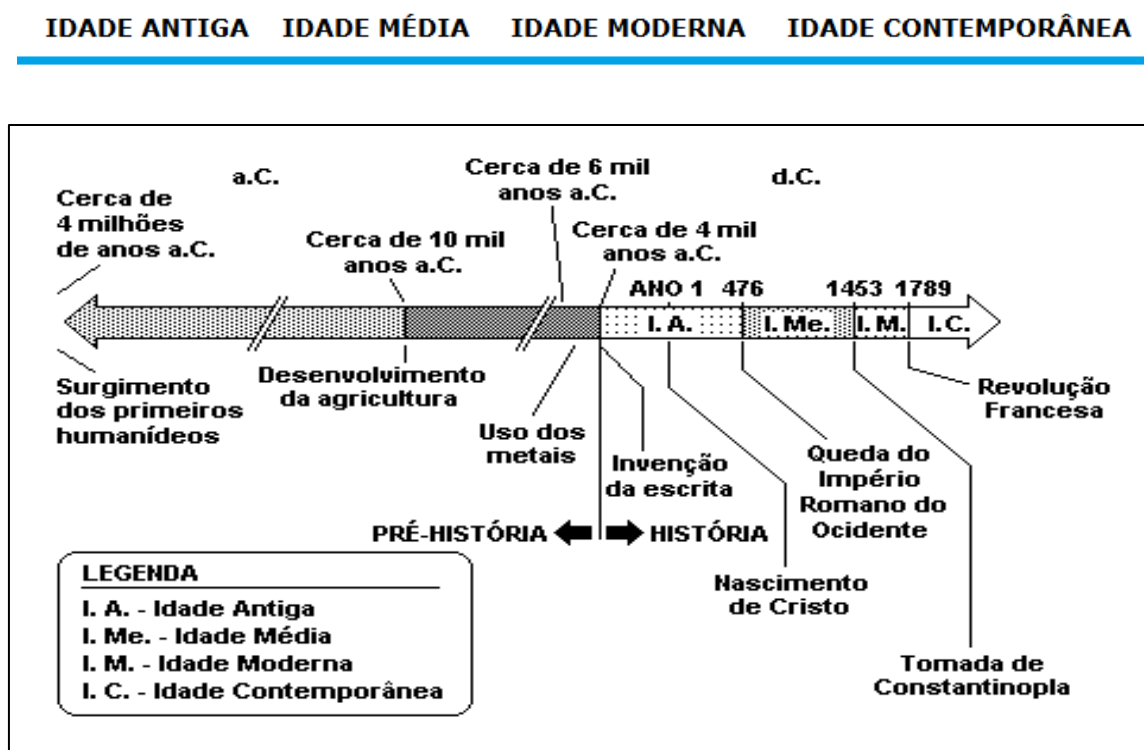 IDADE ANTIGA IDADE MÉDIA IDADE MODERNA IDADE CONTEMPORÂNEA
a.C.
d.C.
Cerca de
4 milhões
de anos a.C.
Cerca de 10 mil
anos a.C.
Cerca de 6 mil
anos a.C.
Cerca de 4 mil
anos a.C.
ANO 1 476 1453 1789
I. A. I. Me. I. M. I. C.
Surgimento
dos primeiros
humanídeos
Desenvolvimento
da agricultura
Uso dos
metais
Invenção
da escrita
Nascimento
de Cristo
Queda do
Império
Romano do
Ocidente
Tomada de
Constantinopla
Revolução
Francesa
PRÉ-HISTÓRIA HISTÓRIA
LEGENDA
I. A. - Idade Antiga
I. Me. - Idade Média
I. M. - Idade Moderna
I. C. - Idade Contemporânea